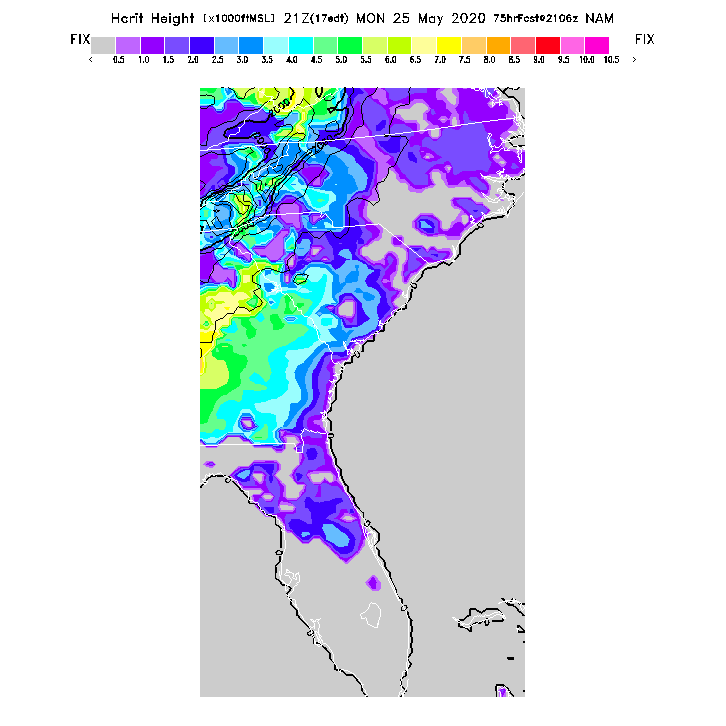 Hcrit Height [x1000ftMSL] 21Z(17edt) MON 25 May 2020 75hrFcst@2106z NAM
FIX FIX
< 0.5 1.0 1.5 2.0 2.5 3.0 3.5 4.0 4.5 5.0 5.5 6.0 6.5 7.0 7.5 8.0 8.5 9.0 9.5 10.0 10.5 >